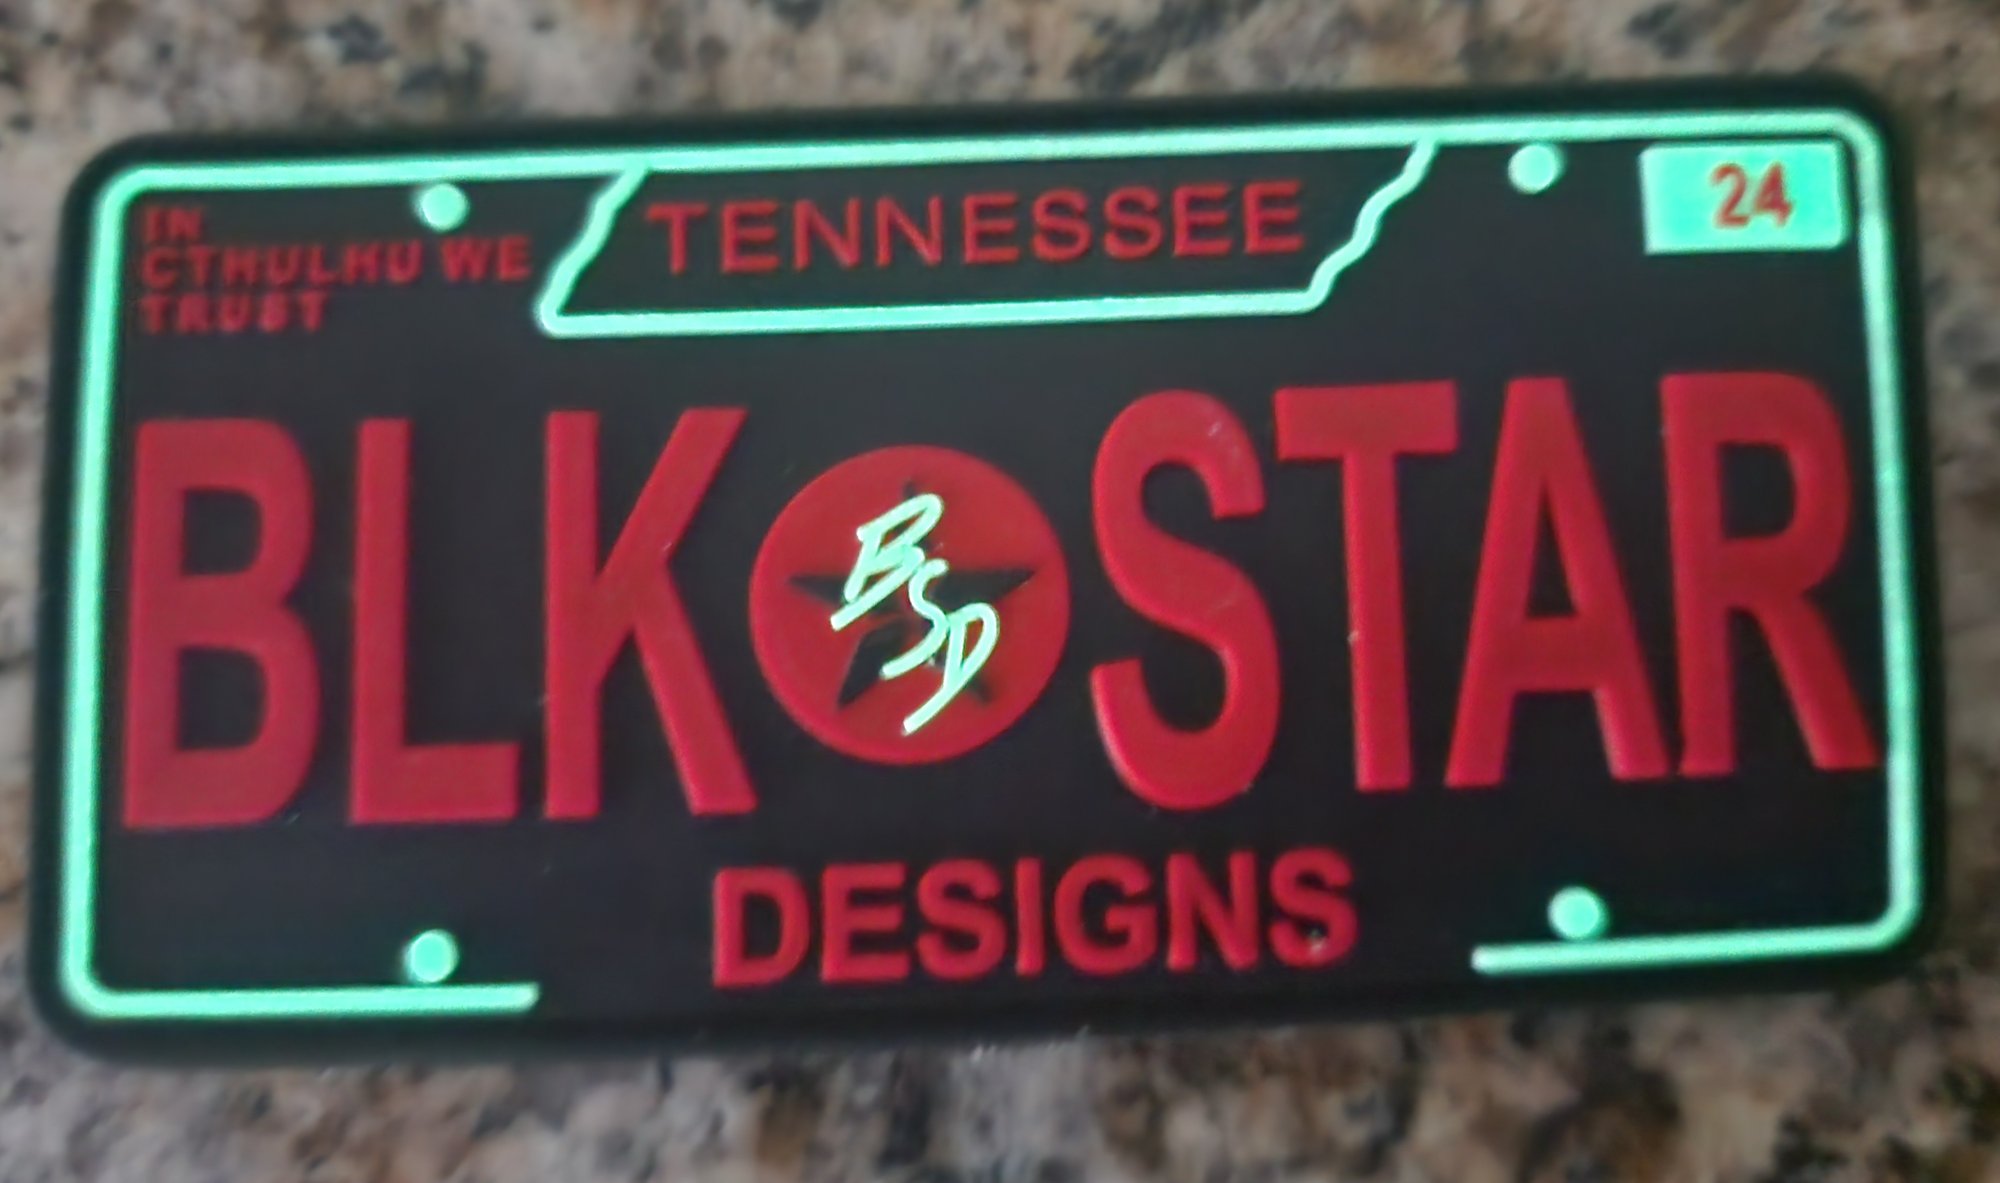 IN
CTHULHU WE
TRUST
TENNESSEE
24
BLK STAR
BSD
DESIGNS